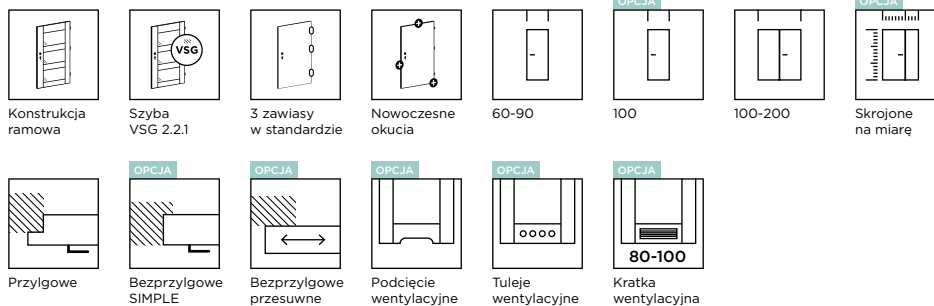 OPCJA
OPCJA
VSG
Konstrukcja
ramowa
Szyba
VSG 2.2.1
3 zawiasy
w standardzie
Nowoczesne
okucia
60-90
100
100-200
Skrojone
na miarę
OPCJA
OPCJA
OPCJA
OPCJA
OPCJA
80-100
Przylgowe
Bezprzylgowe
SIMPLE
Bezprzylgowe
przesuwne
Podcięcie
wentylacyjne
Tuleje
wentylacyjne
Kratka
wentylacyjna